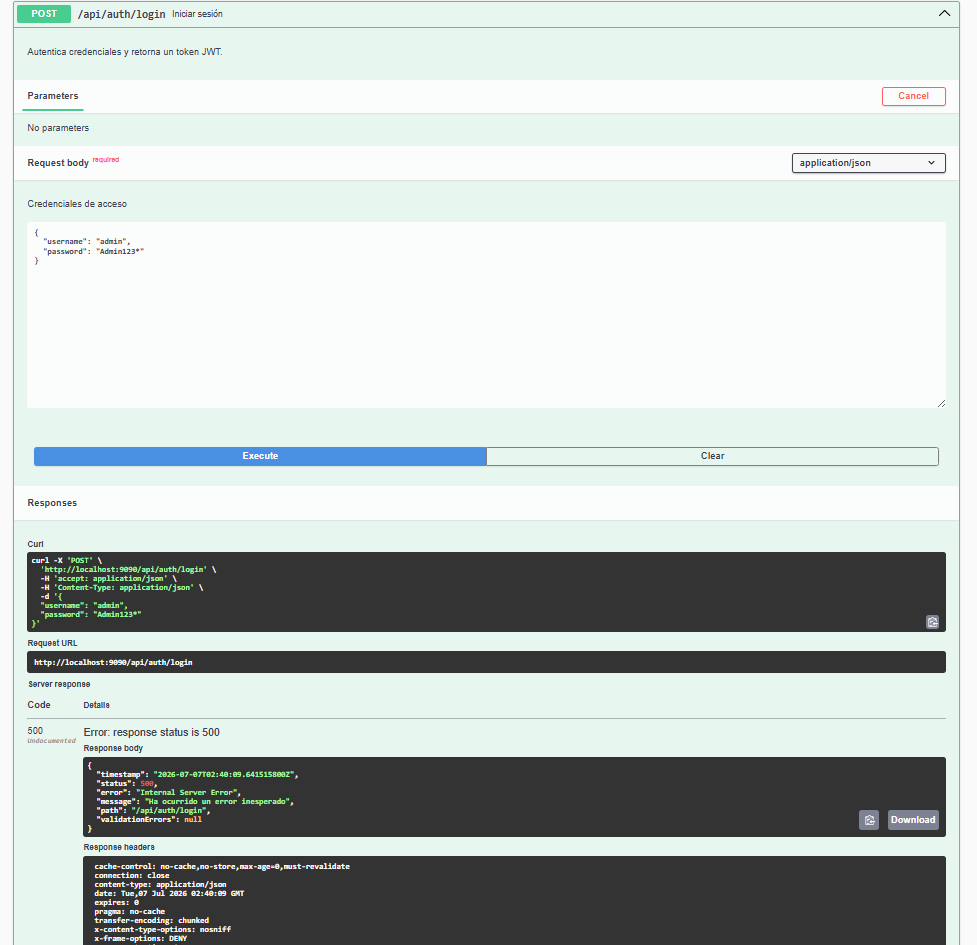 POST /api/auth/login Iniciar sesión
Autentica credenciales y retorna un token JWT.
Parameters
Cancel
No parameters
Request body required
application/json
Credenciales de acceso
{
  "username": "admin",
  "password": "Admin123*"
}
Execute
Clear
Responses
Curl
curl -X 'POST' \
  'http://localhost:9090/api/auth/login' \
  -H 'accept: application/json' \
  -H 'Content-Type: application/json' \
  -d '{
  "username": "admin",
  "password": "Admin123*"
}'
Request URL
http://localhost:9090/api/auth/login
Server response
Code Details
500 Error: response status is 500
Undocumented
Response body
{
  "timestamp": "2026-07-07T02:40:09.641515800Z",
  "status": 500,
  "error": "Internal Server Error",
  "message": "Ha ocurrido un error inesperado",
  "path": "/api/auth/login",
  "validationErrors": null
}
Download
Response headers
cache-control: no-cache,no-store,max-age=0,must-revalidate
connection: close
content-type: application/json
date: Tue,07 Jul 2026 02:40:09 GMT
expires: 0
pragma: no-cache
transfer-encoding: chunked
x-content-type-options: nosniff
x-frame-options: DENY